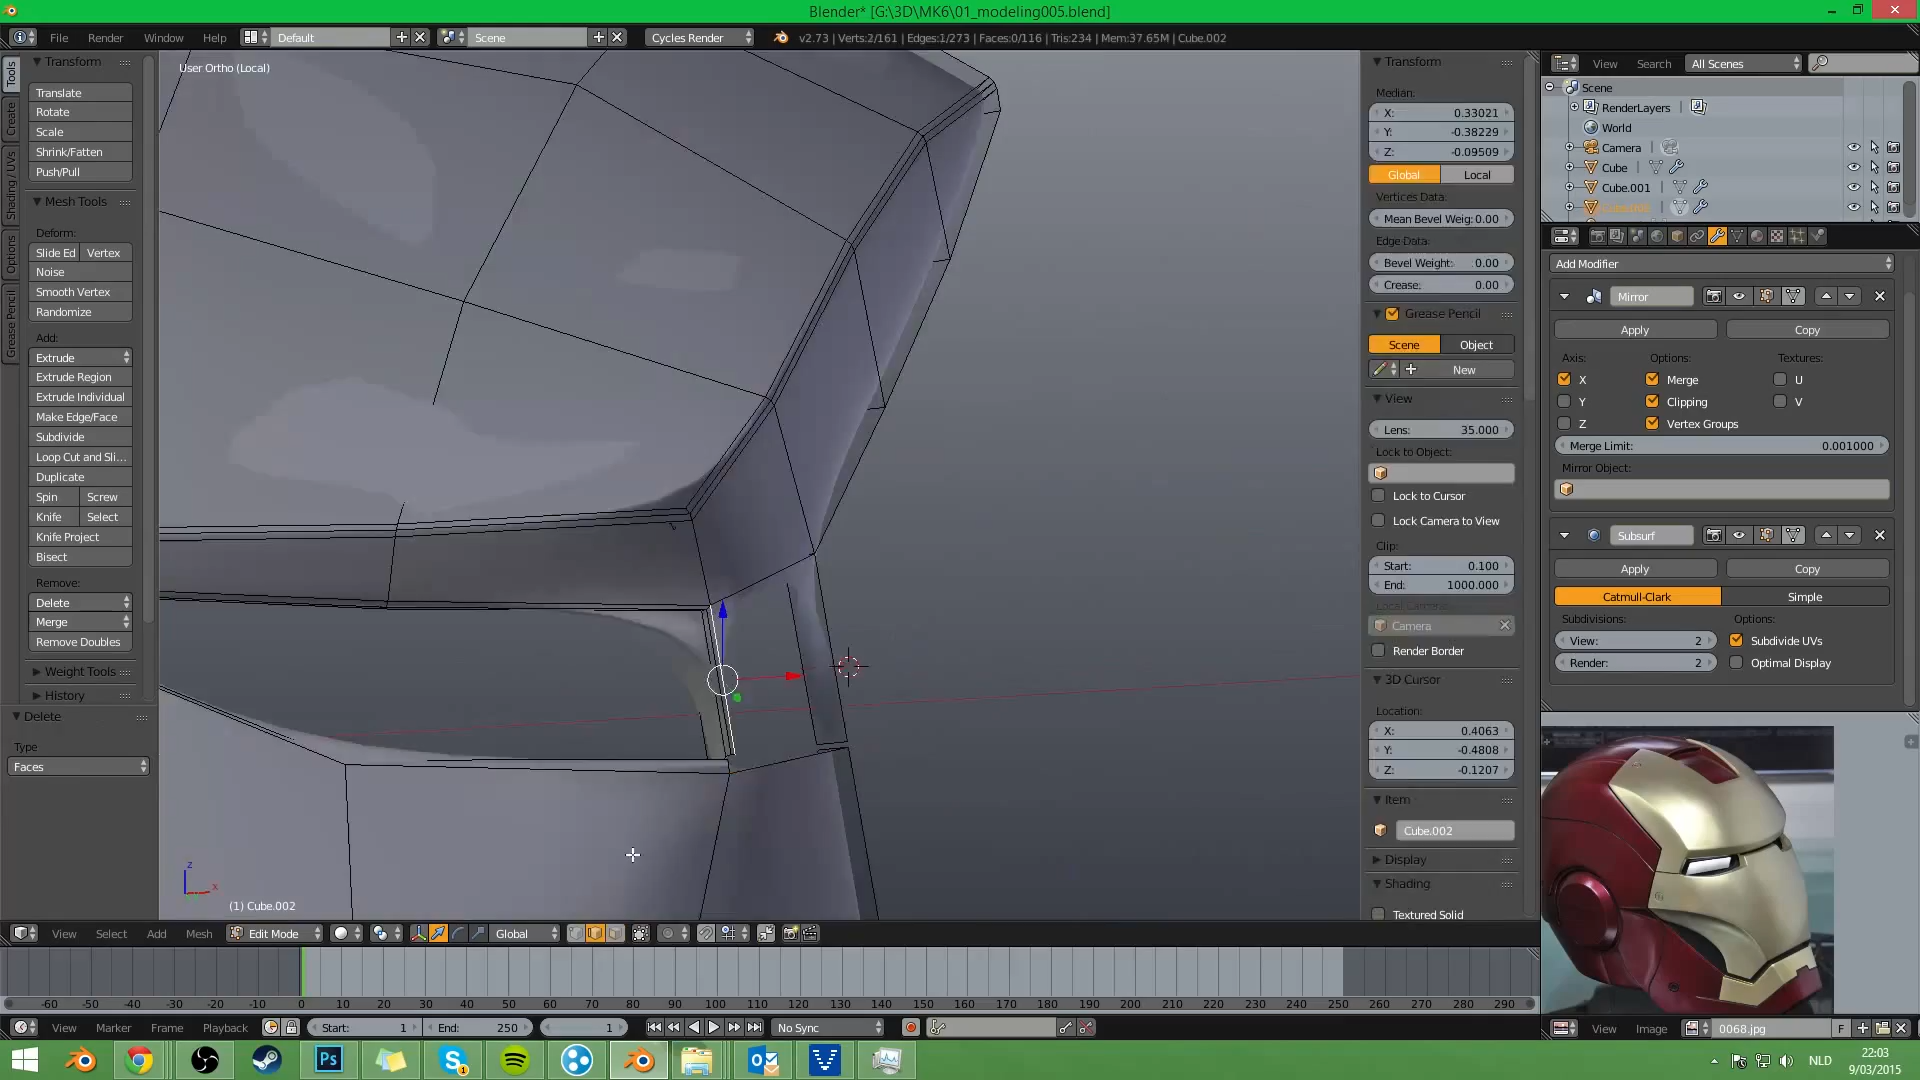 Blender* [G:\3D\MK6\01_modeling005.blend]
File Render Window Help Default Scene Cycles Render v2.73 | Verts:2/161 | Edges:1/273 | Faces:0/116 | Tris:234 | Mem:37.65M | Cube.002
Tools
Create
Shading / UVs
Options
Grease Pencil
Transform
Translate
Rotate
Scale
Shrink/Fatten
Push/Pull
Mesh Tools
Deform:
Slide Ed Vertex
Noise
Smooth Vertex
Randomize
Add:
Extrude
Extrude Region
Extrude Individual
Make Edge/Face
Subdivide
Loop Cut and Sli...
Duplicate
Spin Screw
Knife Select
Knife Project
Bisect
Remove:
Delete
Merge
Remove Doubles
Weight Tools
History
Delete
Type
Faces
User Ortho (Local)
z
x
(1) Cube.002
Transform
Median:
X: 0.33021
Y: -0.38229
Z: -0.09509
Global Local
Vertices Data:
Mean Bevel Weig: 0.00
Edge Data:
Bevel Weight: 0.00
Crease: 0.00
Grease Pencil
Scene Object
New
View
Lens: 35.000
Lock to Object:
Lock to Cursor
Lock Camera to View
Clip:
Start: 0.100
End: 1000.000
Local Camera:
Camera
Render Border
3D Cursor
Location:
X: 0.4063
Y: -0.4808
Z: -0.1207
Item
Cube.002
Display
Shading
Textured Solid
View Search All Scenes
Scene
RenderLayers
World
Camera
Cube
Cube.001
Add Modifier
Mirror
Apply Copy
Axis: Options: Textures:
X Merge U
Y Clipping V
Z Vertex Groups
Merge Limit: 0.001000
Mirror Object:
Subsurf
Apply Copy
Catmull-Clark Simple
Subdivisions: Options:
View: 2 Subdivide UVs
Render: 2 Optimal Display
View Select Add Mesh Edit Mode Global
-60 -50 -40 -30 -20 -10 0 10 20 30 40 50 60 70 80 90 100 110 120 130 140 150 160 170 180 190 200 210 220 230 240 250 260 270 280 290
View Marker Frame Playback Start: 1 End: 250 1 No Sync
View Image 0068.jpg F
Ps
S 1
V
NLD
22:03
9/03/2015